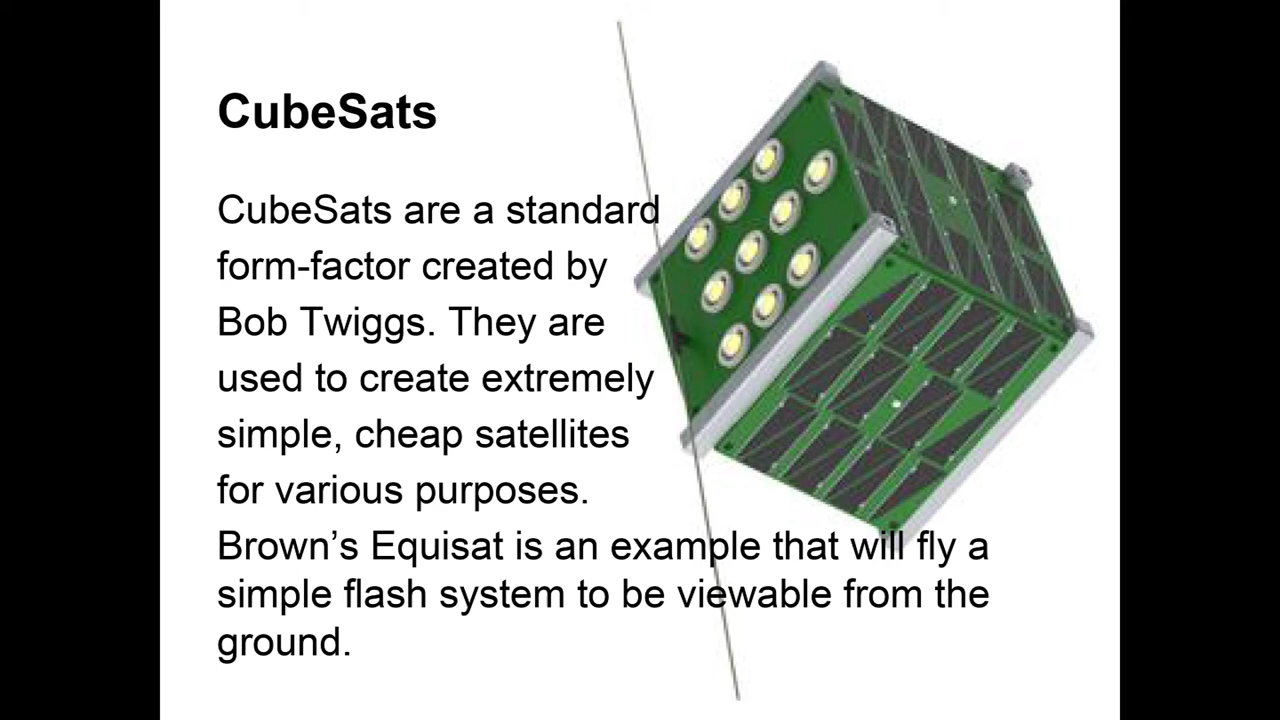 CubeSats
CubeSats are a standard
form-factor created by
Bob Twiggs. They are
used to create extremely
simple, cheap satellites
for various purposes.
Brown’s Equisat is an example that will fly a
simple flash system to be viewable from the
ground.